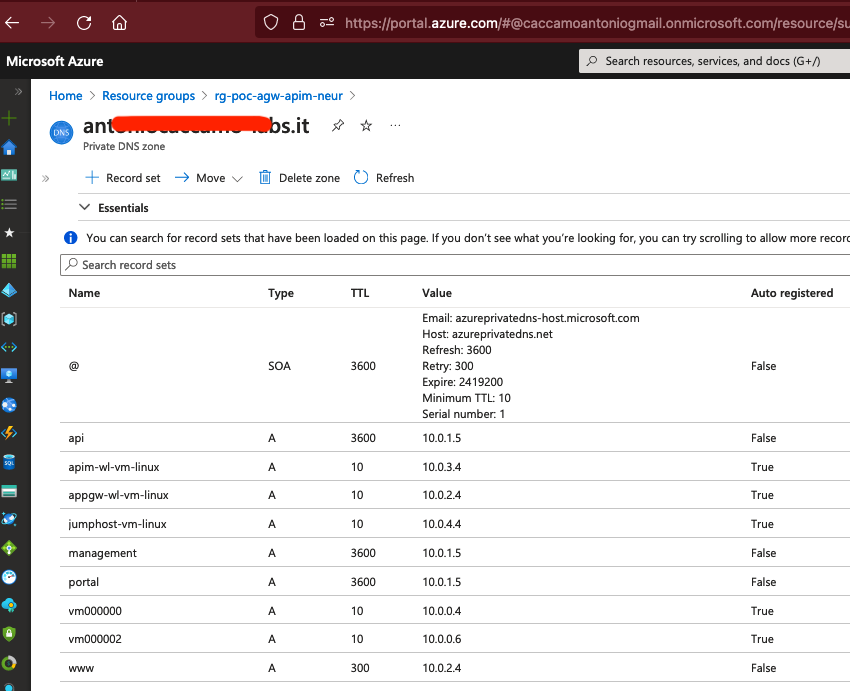 https://portal.azure.com/#@caccamoantoniogmail.onmicrosoft.com/resource/su
Microsoft Azure
Search resources, services, and docs (G+/)
Home > Resource groups > rg-poc-agw-apim-neur >
DNS
bs.it
Private DNS zone
Record set Move Delete zone Refresh
Essentials
You can search for record sets that have been loaded on this page. If you don't see what you're looking for, you can try scrolling to allow more recor
Search record sets
Name Type TTL Value Auto registered
Email: azureprivatedns-host.microsoft.com
Host: azureprivatedns.net
Refresh: 3600
@ SOA 3600 Retry: 300 False
Expire: 2419200
Minimum TTL: 10
Serial number: 1
api A 3600 10.0.1.5 False
apim-wl-vm-linux A 10 10.0.3.4 True
appgw-wl-vm-linux A 10 10.0.2.4 True
jumphost-vm-linux A 10 10.0.4.4 True
management A 3600 10.0.1.5 False
portal A 3600 10.0.1.5 False
vm000000 A 10 10.0.0.4 True
vm000002 A 10 10.0.0.6 True
www A 300 10.0.2.4 False